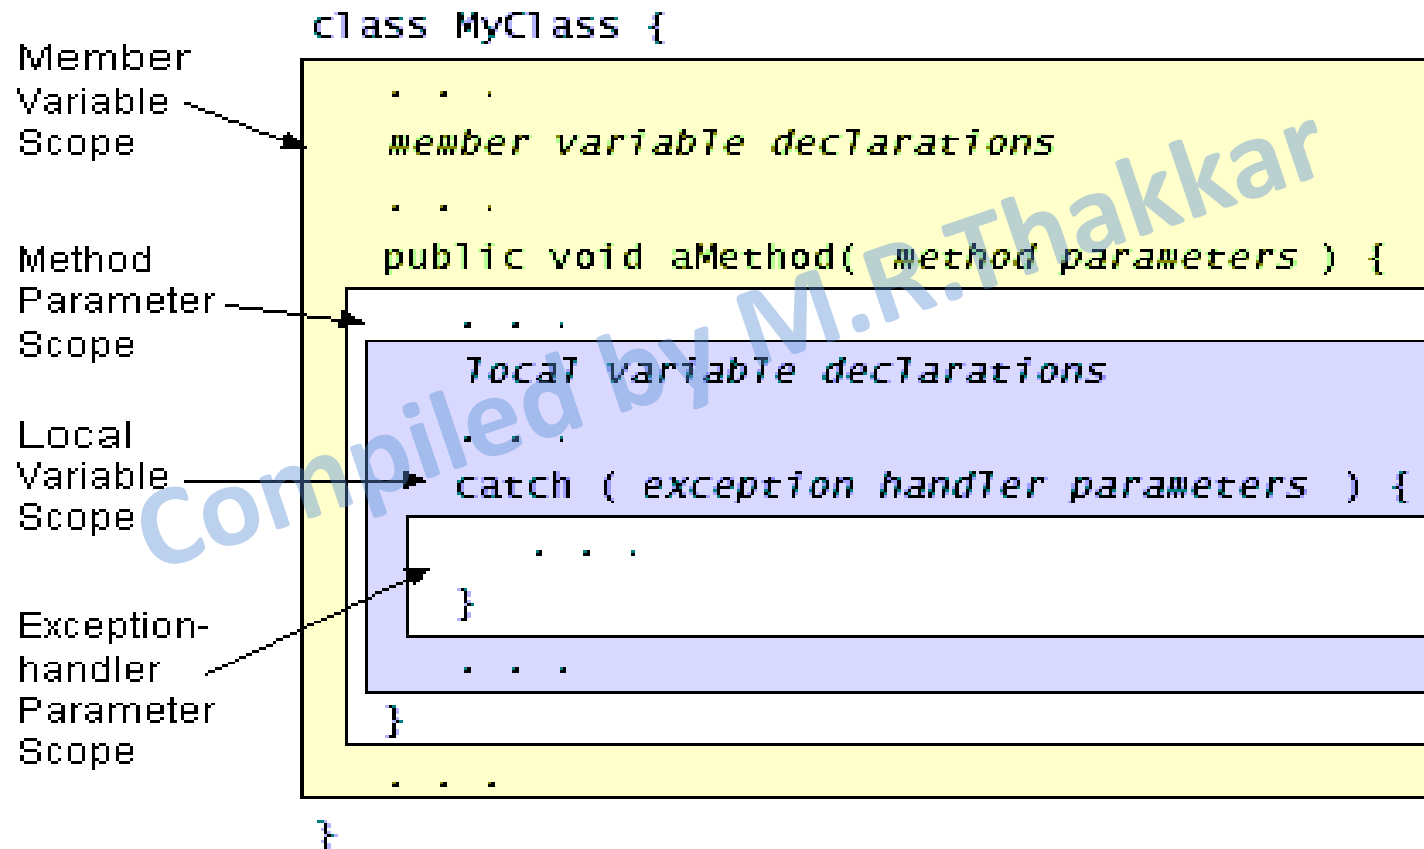 class MyClass {
Member
Variable
Scope
. . .
member variable declarations
. . .
public void aMethod( method parameters ) {
Method
Parameter
Scope
. . .
local variable declarations
. . .
Local
Variable
Scope
catch ( exception handler parameters ) {
. . .
}
Exception-
handler
Parameter
Scope
. . .
}
. . .
}
Compiled by M.R.Thakkar